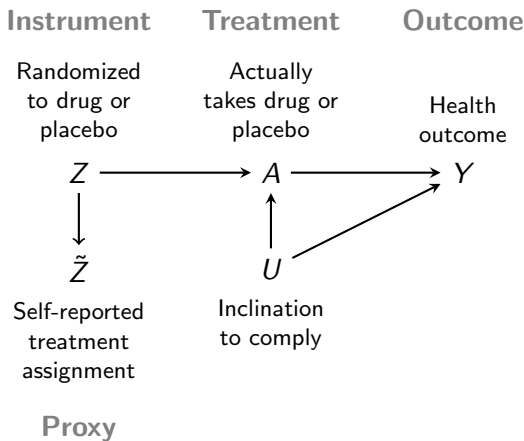 Instrument Treatment Outcome
Randomized
to drug or
placebo
Actually
takes drug or
placebo
Health
outcome
Z A Y
Z̃ U
Self-reported
treatment
assignment
Inclination
to comply
Proxy